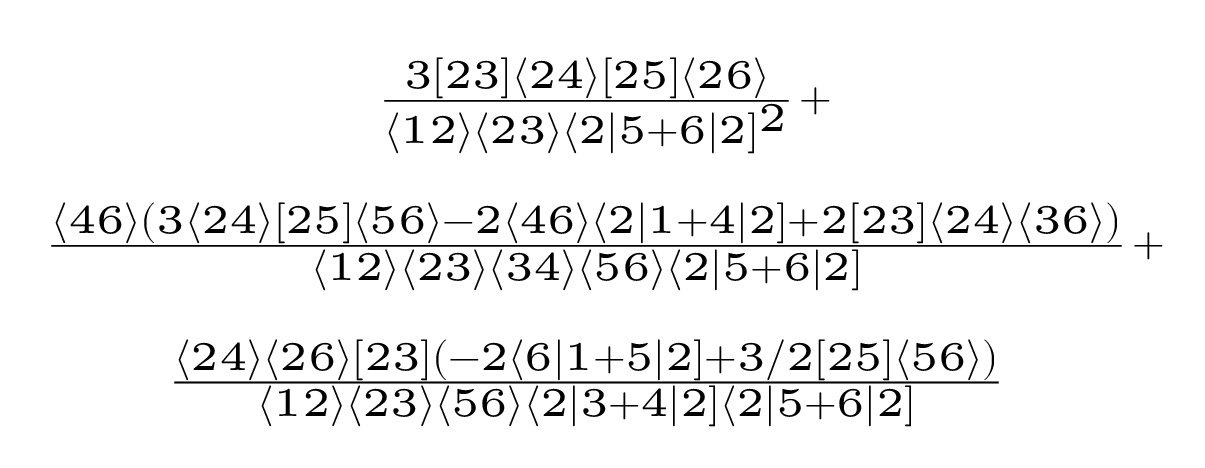 \frac{3[23]⟨24⟩[25]⟨26⟩}{⟨12⟩⟨23⟩⟨2|5+6|2]^2} +
\frac{⟨46⟩(3⟨24⟩[25]⟨56⟩−2⟨46⟩⟨2|1+4|2]+2[23]⟨24⟩⟨36⟩)}{⟨12⟩⟨23⟩⟨34⟩⟨56⟩⟨2|5+6|2]} +
\frac{⟨24⟩⟨26⟩[23](−2⟨6|1+5|2]+3/2[25]⟨56⟩)}{⟨12⟩⟨23⟩⟨56⟩⟨2|3+4|2]⟨2|5+6|2]}